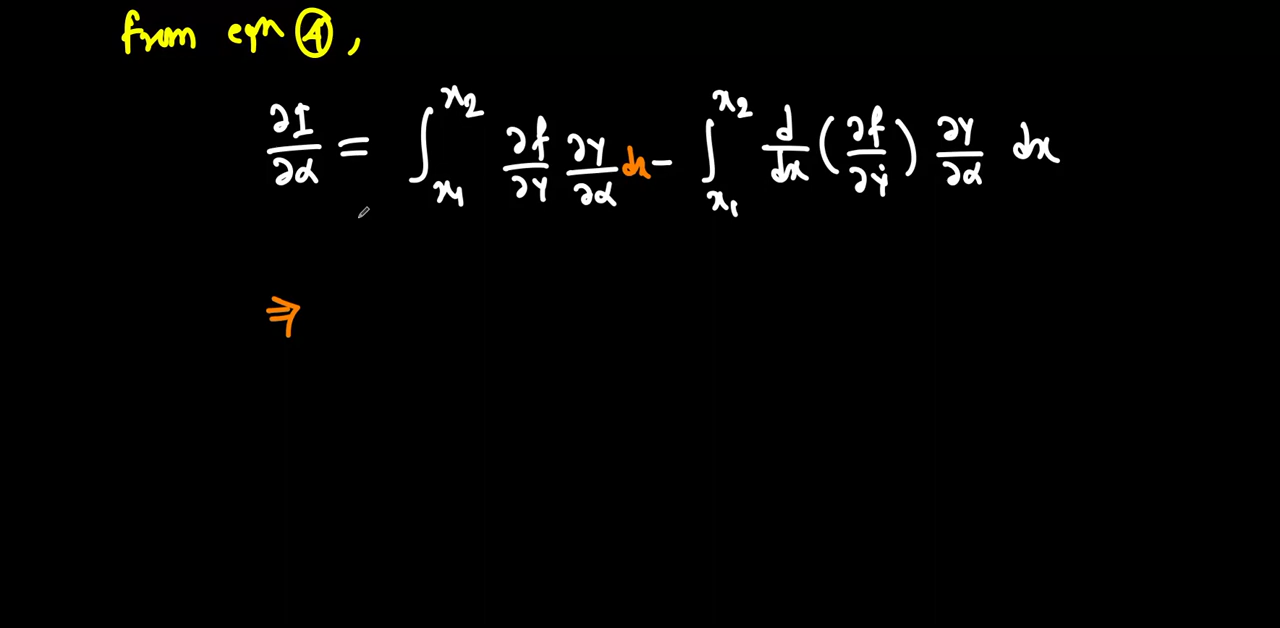 from eqn ④,
∂I/∂α = ∫_{x₁}^{x₂} ∂f/∂Y ∂Y/∂α dx - ∫_{x₁}^{x₂} d/dx (∂f/∂Ẏ) ∂Y/∂α dx
⇒